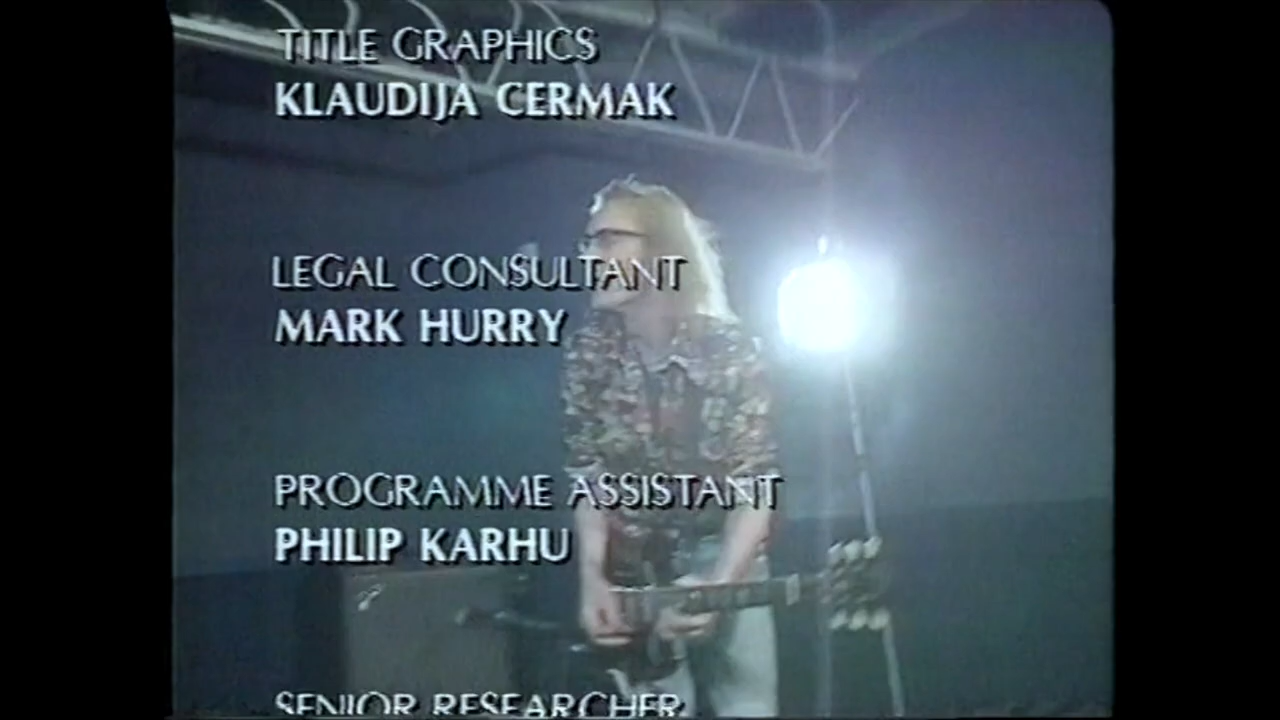 TITLE GRAPHICS
KLAUDIJA CERMAK
LEGAL CONSULTANT
MARK HURRY
PROGRAMME ASSISTANT
PHILIP KARHU
SENIOR RESEARCHER